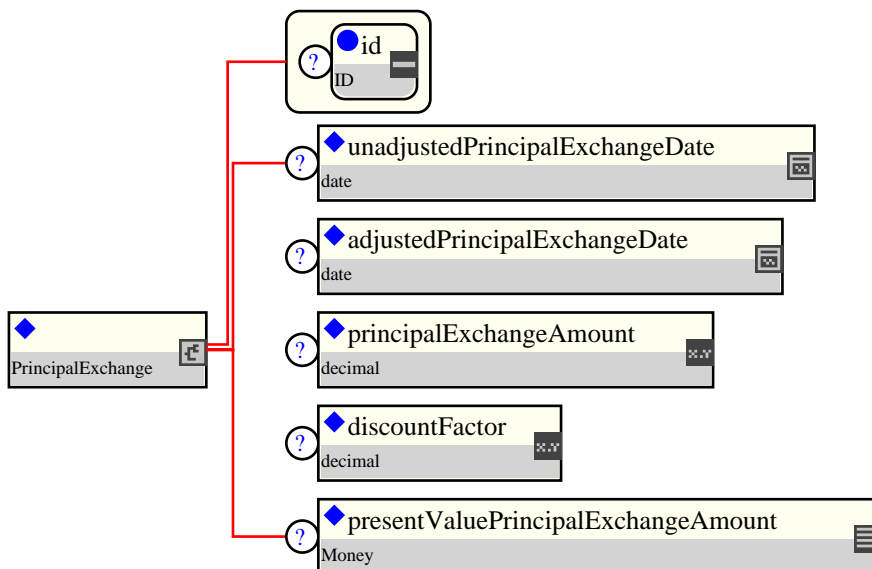 ? id
ID
? unadjustedPrincipalExchangeDate
date
? adjustedPrincipalExchangeDate
date
PrincipalExchange
? principalExchangeAmount
X.Y
decimal
? discountFactor
X.Y
decimal
? presentValuePrincipalExchangeAmount
Money